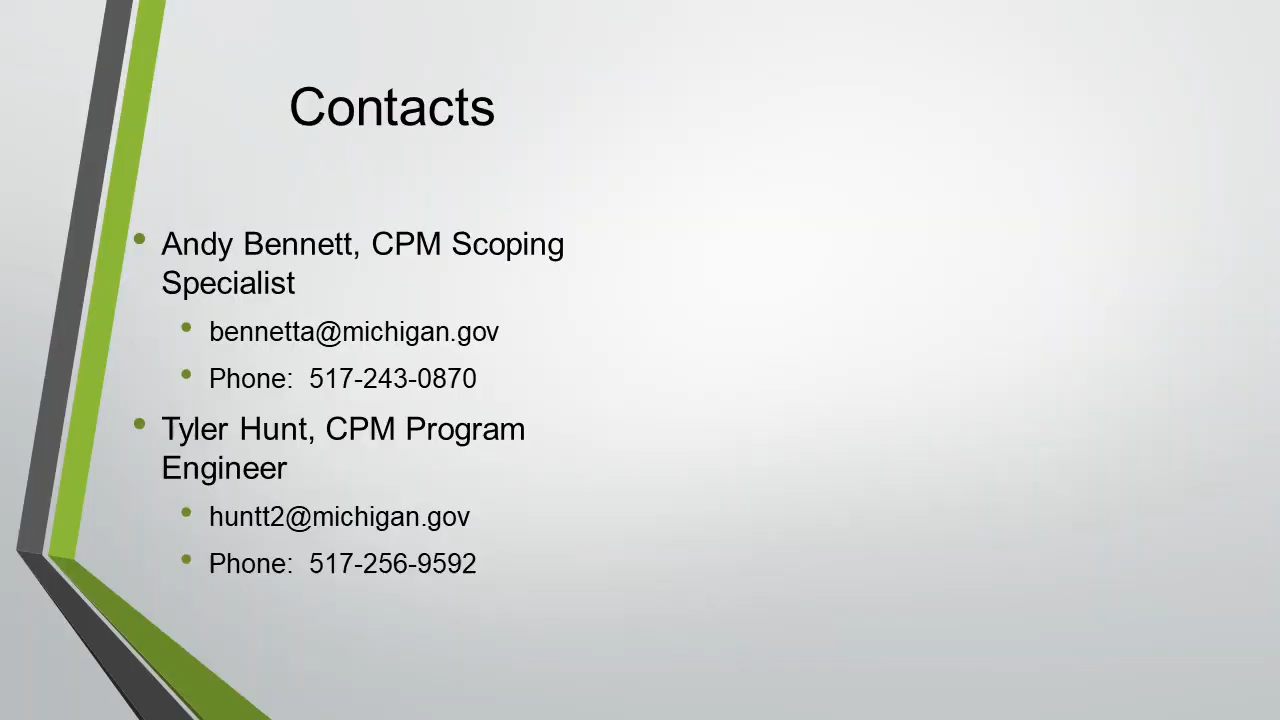 Contacts
Andy Bennett, CPM Scoping
Specialist
bennetta@michigan.gov
Phone:  517-243-0870
Tyler Hunt, CPM Program
Engineer
huntt2@michigan.gov
Phone:  517-256-9592